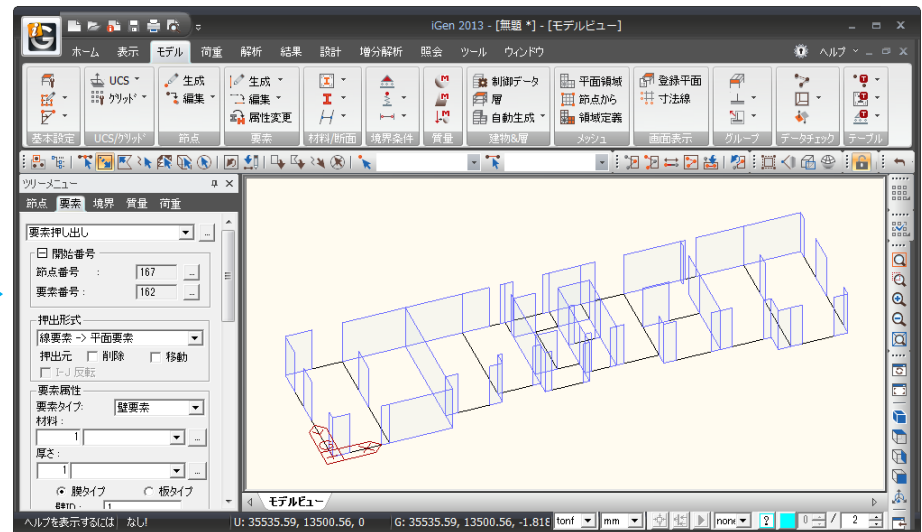 iGen 2013 - [無題 *] - [モデルビュー]
ホーム 表示 モデル 荷重 解析 結果 設計 増分解析 照会 ツール ウィンドウ ヘルプ
UCS 生成 生成 制御データ 平面領域 登録平面
グリッド 編集 編集 層 節点から 寸法線
属性変更 自動生成 領域定義
基本設定 UCS/グリッド 節点 要素 材料/断面 境界条件 質量 建物&層 メッシュ 画面表示 グループ データチェック テーブル
ツリーメニュー
節点 要素 境界 質量 荷重
要素押し出し
開始番号
節点番号 : 167
要素番号 : 162
押出形式
線要素 -> 平面要素
押出元 削除 移動
I-J 反転
要素属性
要素タイプ: 壁要素
材料 :
1
厚さ :
1
膜タイプ 板タイプ
壁ID : 1
モデルビュー
ヘルプを表示するには なし!
U: 35535.59, 13500.56, 0 G: 35535.59, 13500.56, -1.818 tonf mm none ? 0 / 2